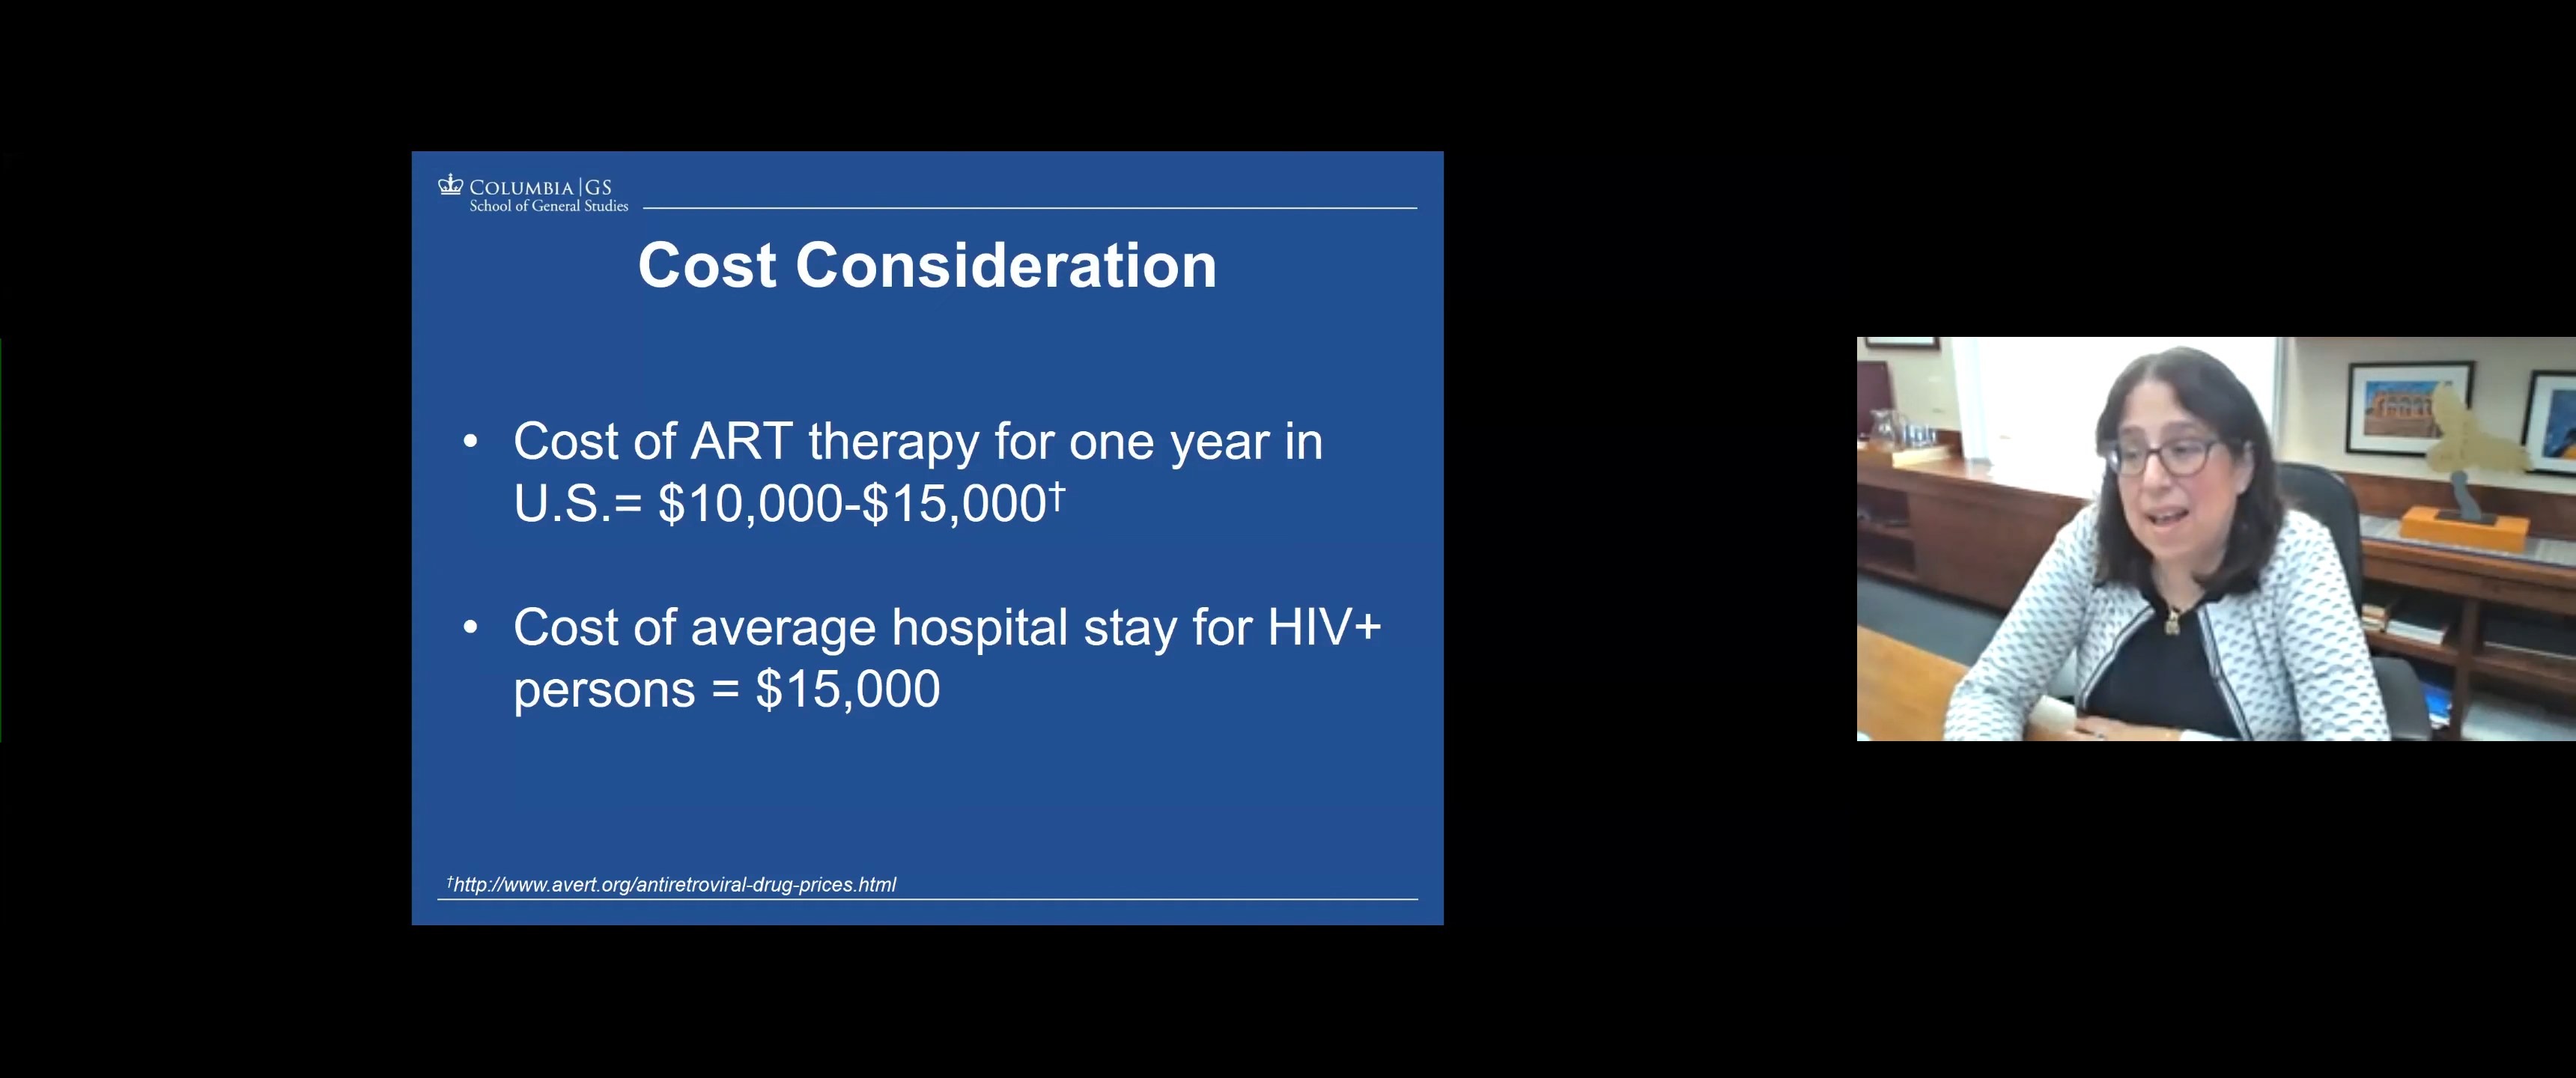 COLUMBIA|GS
School of General Studies
Cost Consideration
• Cost of ART therapy for one year in
U.S.= $10,000-$15,000†
• Cost of average hospital stay for HIV+
persons = $15,000
†http://www.avert.org/antiretroviral-drug-prices.html